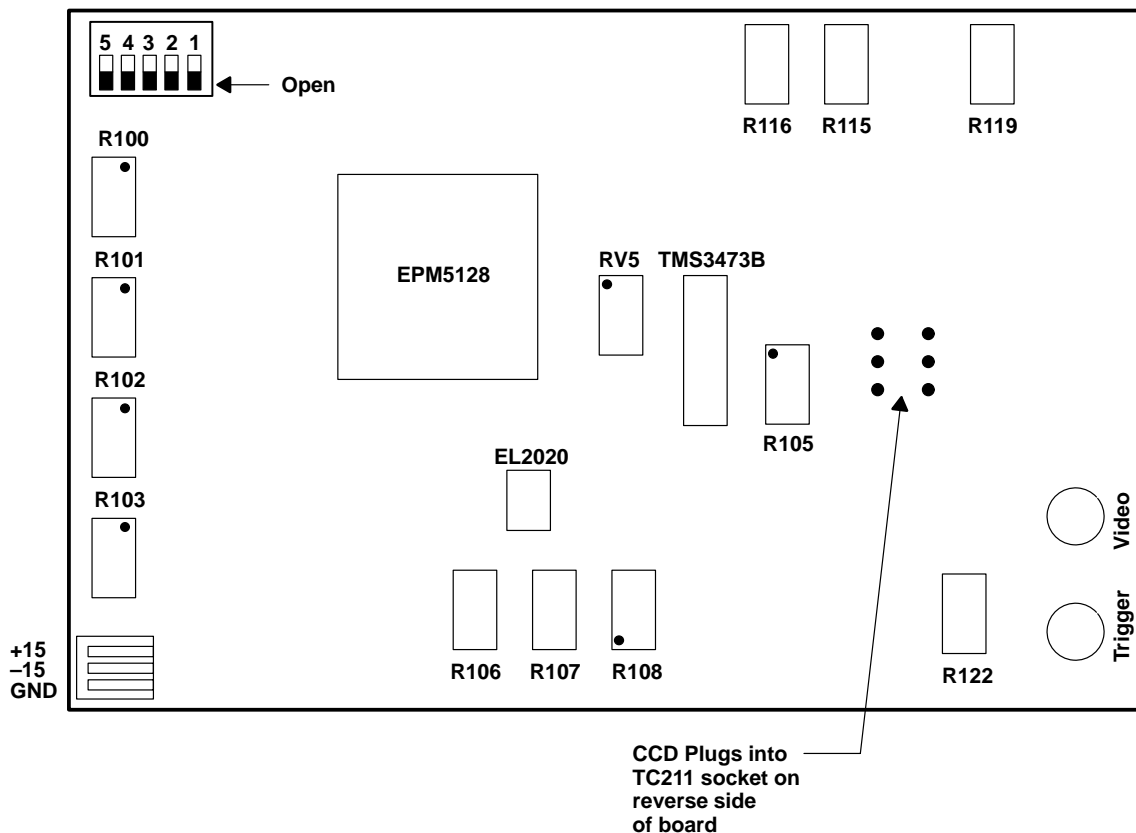 5 4 3 2 1
Open
R116
R115
R119
R100
R101
EPM5128
RV5
TMS3473B
R102
R105
EL2020
R103
Video
Trigger
R106
R107
R108
R122
+15
–15
GND
CCD Plugs into
TC211 socket on
reverse side
of board